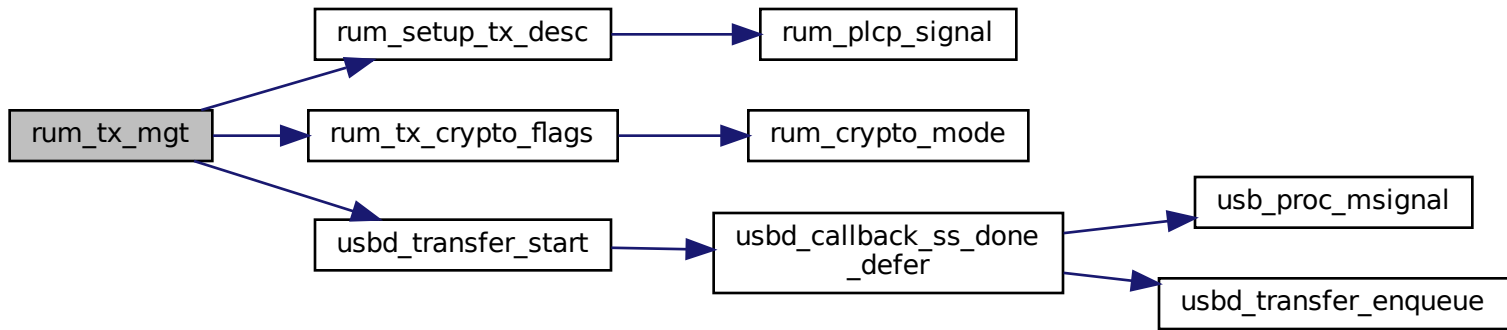 rum_setup_tx_desc
rum_plcp_signal
rum_tx_mgt
rum_tx_crypto_flags
rum_crypto_mode
usb_proc_msignal
usbd_transfer_start
usbd_callback_ss_done
_defer
usbd_transfer_enqueue